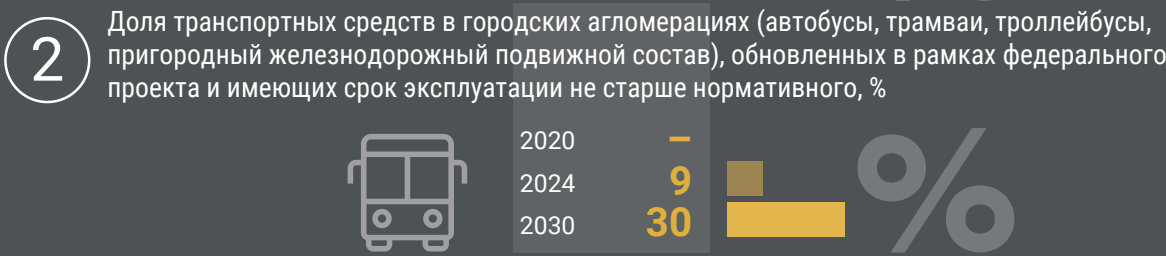 2
Доля транспортных средств в городских агломерациях (автобусы, трамваи, троллейбусы,
пригородный железнодорожный подвижной состав), обновленных в рамках федерального
проекта и имеющих срок эксплуатации не старше нормативного, %
2020 –
2024 9
2030 30
%